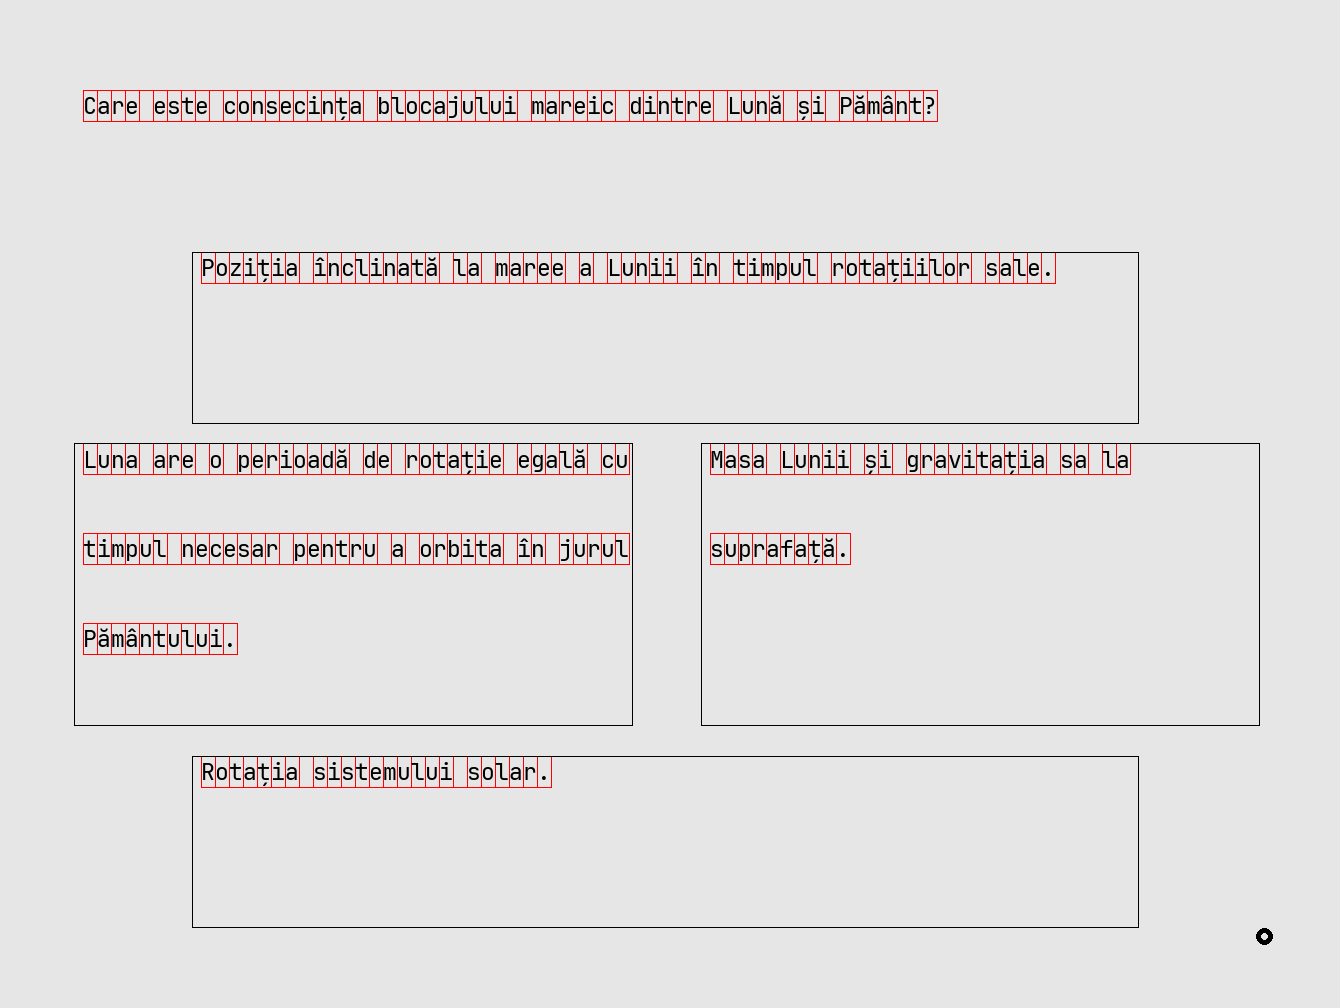 Care este consecința blocajului mareic dintre Lună și Pământ?
Poziția înclinată la maree a Lunii în timpul rotațiilor sale.
Luna are o perioadă de rotație egală cu
timpul necesar pentru a orbita în jurul
Pământului.
Masa Lunii și gravitația sa la
suprafață.
Rotația sistemului solar.